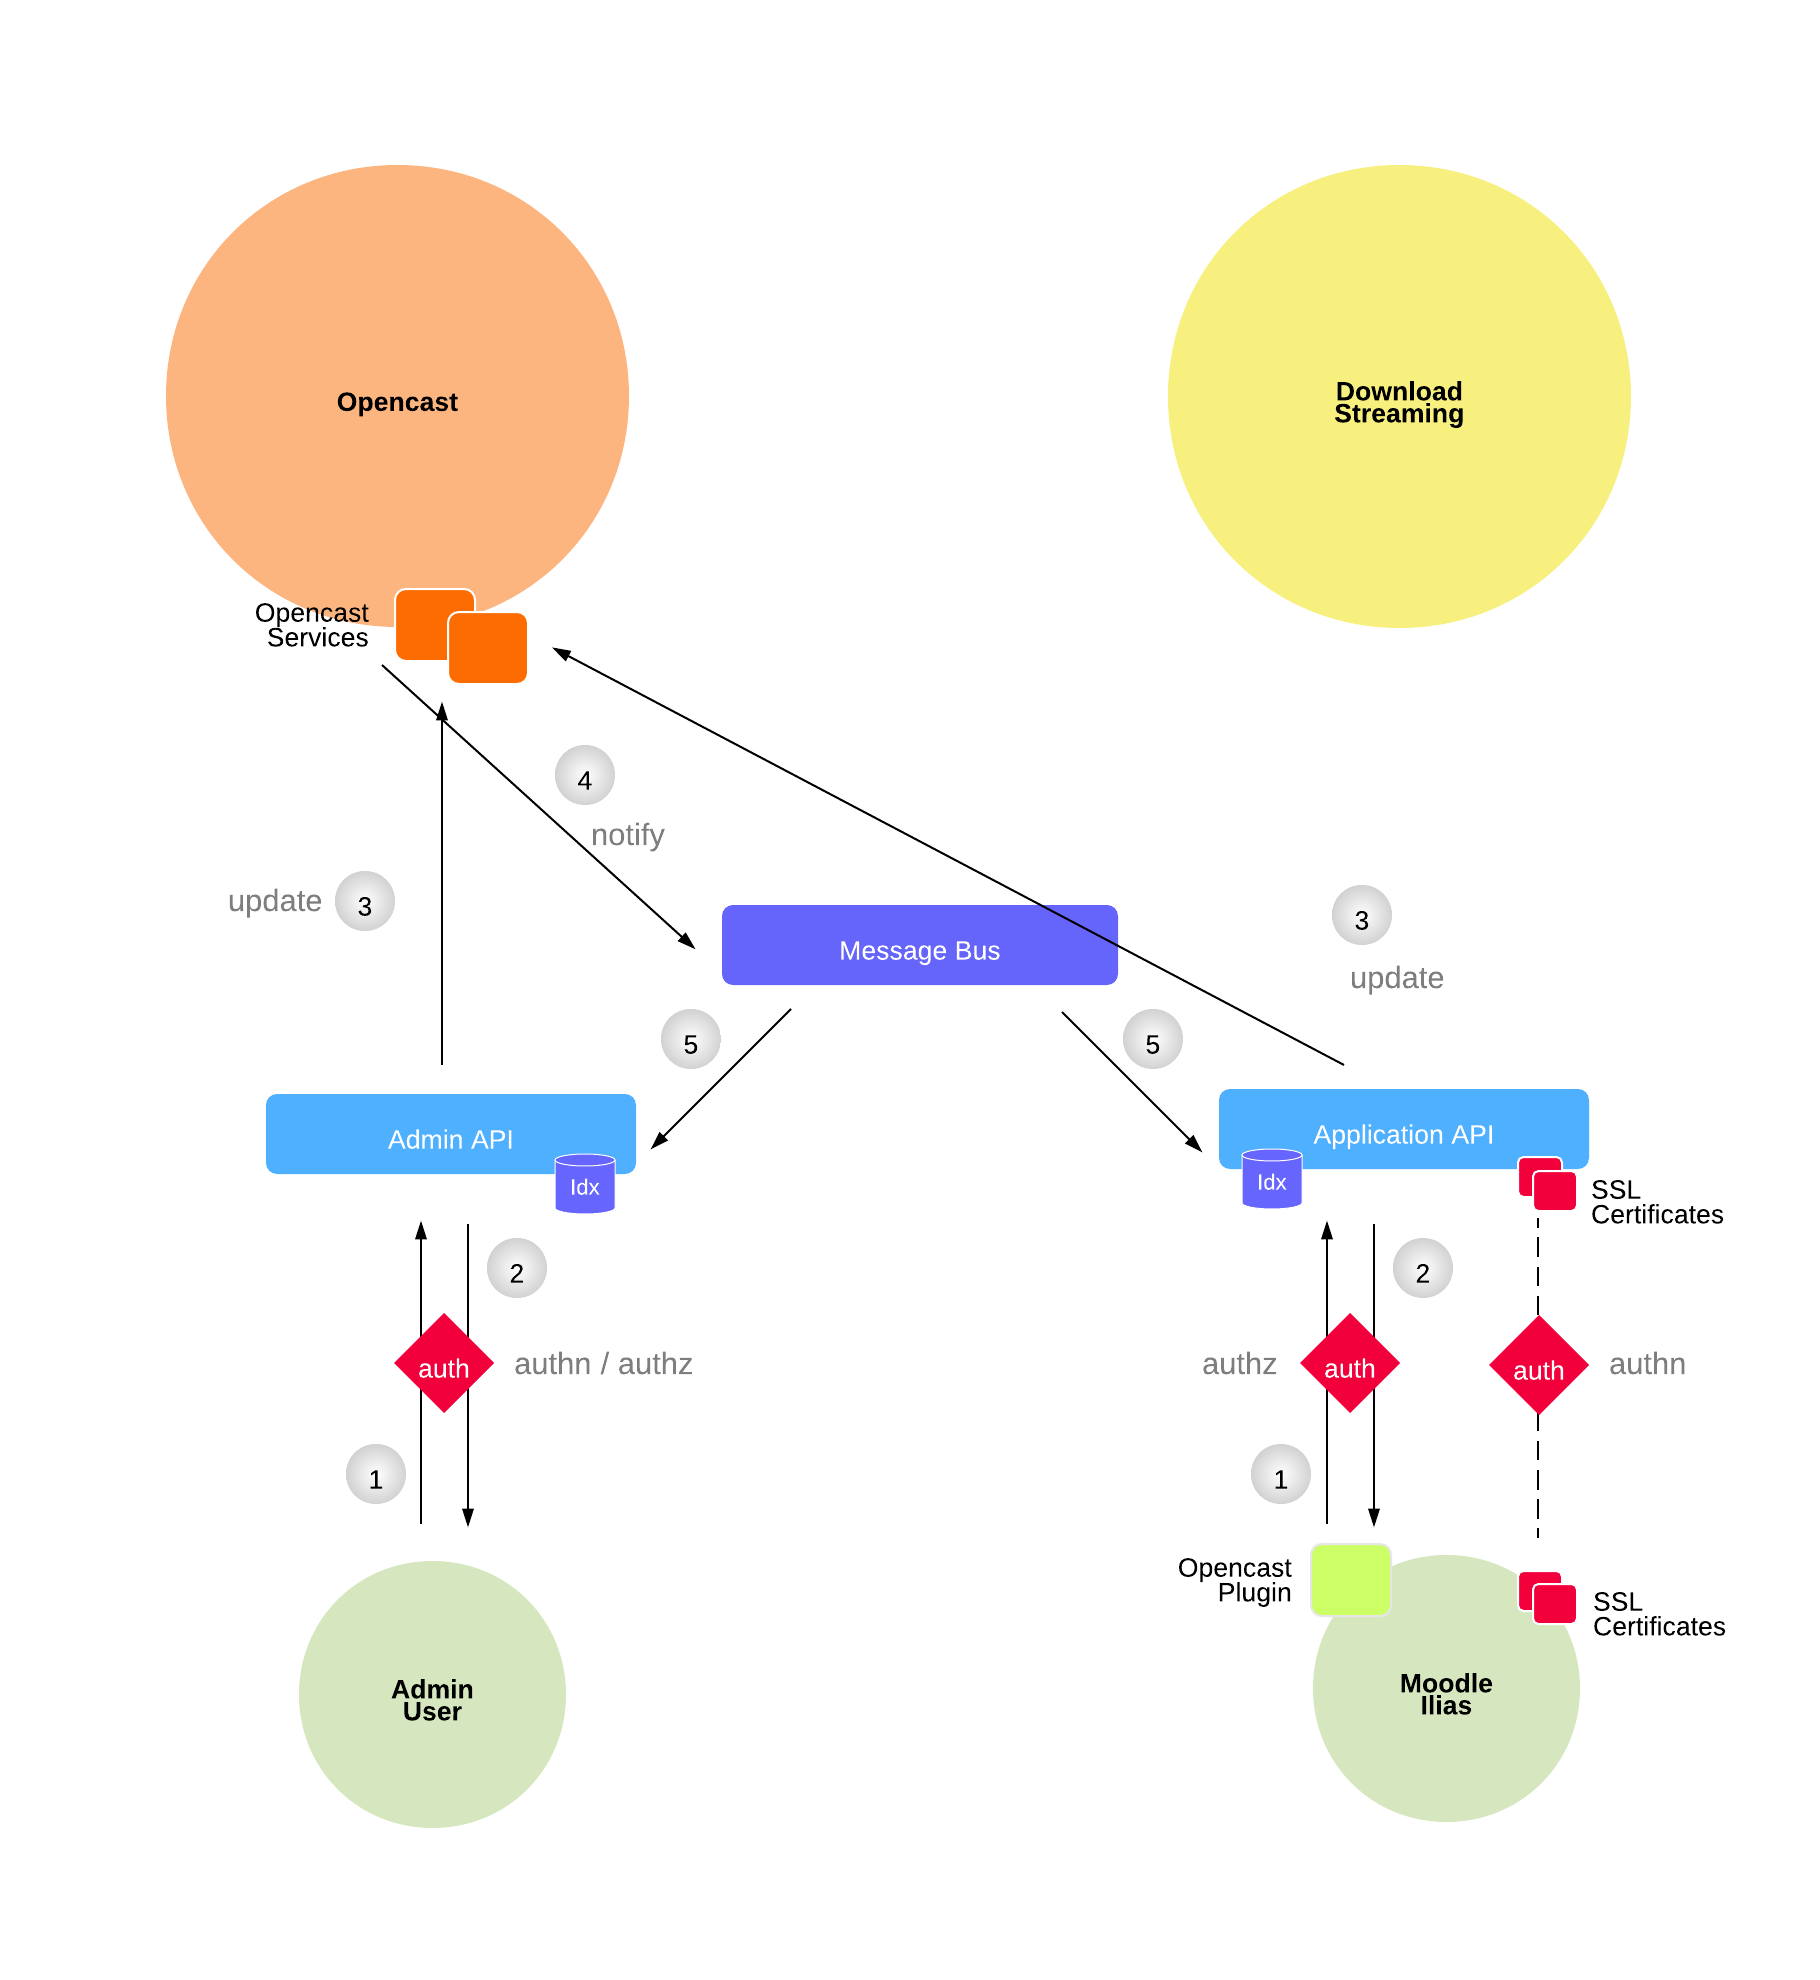 Opencast
Download
Streaming
Opencast
Services
4
notify
update
3
3
update
Message Bus
5
5
Admin API
Idx
Application API
Idx
SSL
Certificates
2
2
auth
authn / authz
authz
auth
auth
authn
1
1
Opencast
Plugin
SSL
Certificates
Admin
User
Moodle
Ilias